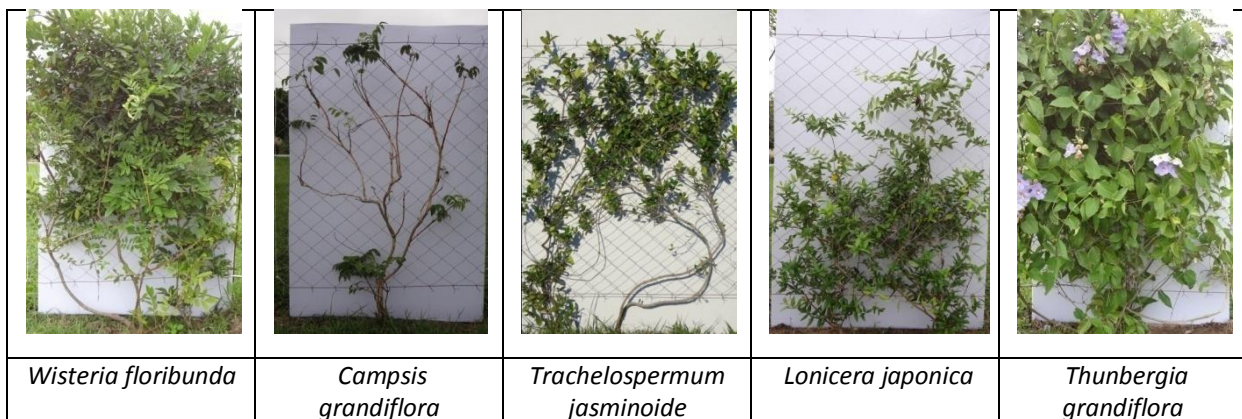 Wisteria floribunda
Campsis
grandiflora
Trachelospermum
jasminoide
Lonicera japonica
Thunbergia
grandiflora